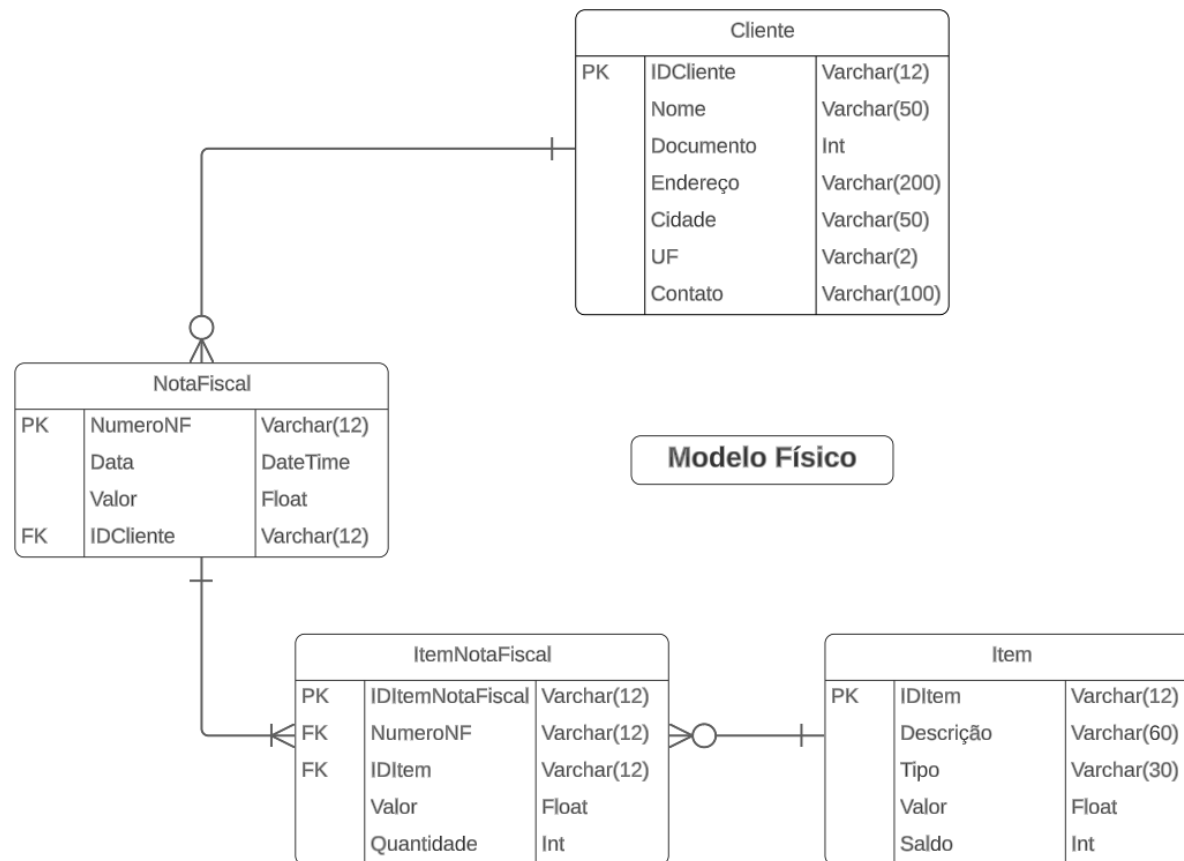 Cliente
PK IDCliente Varchar(12)
Nome Varchar(50)
Documento Int
Endereço Varchar(200)
Cidade Varchar(50)
UF Varchar(2)
Contato Varchar(100)
NotaFiscal
PK NumeroNF Varchar(12)
Data DateTime
Valor Float
FK IDCliente Varchar(12)
Modelo Físico
ItemNotaFiscal
PK IDItemNotaFiscal Varchar(12)
FK NumeroNF Varchar(12)
FK IDItem Varchar(12)
Valor Float
Quantidade Int
Item
PK IDItem Varchar(12)
Descrição Varchar(60)
Tipo Varchar(30)
Valor Float
Saldo Int